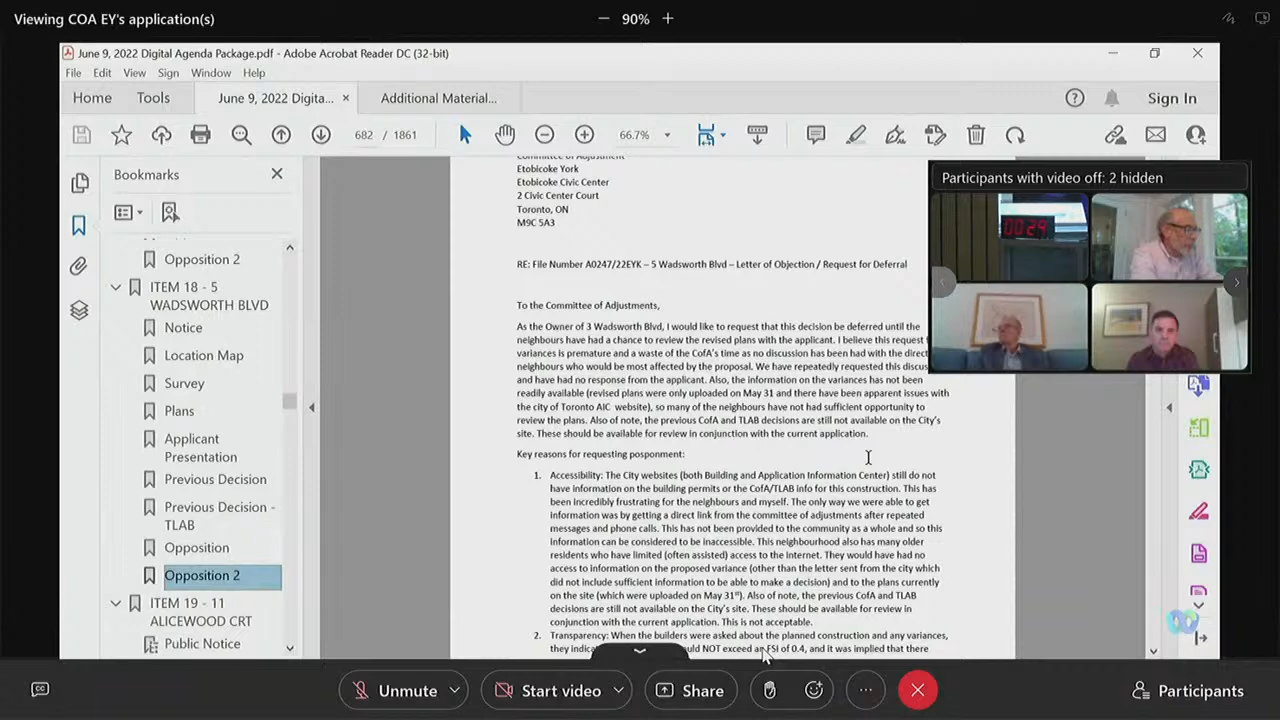 Viewing COA EY's application(s)
90%
June 9, 2022 Digital Agenda Package.pdf - Adobe Acrobat Reader DC (32-bit)
File Edit View Sign Window Help
Home Tools June 9, 2022 Digita... × Additional Material... Sign In
682 / 1861 66.7%
Bookmarks
Opposition 2
ITEM 18 - 5
WADSWORTH BLVD
Notice
Location Map
Survey
Plans
Applicant
Presentation
Previous Decision
Previous Decision -
TLAB
Opposition
Opposition 2
ITEM 19 - 11
ALICEWOOD CRT
Public Notice
Committee of Adjustment
Etobicoke York
Etobicoke Civic Center
2 Civic Center Court
Toronto, ON
M9C 5A3
RE: File Number A0247/22EYK – 5 Wadsworth Blvd – Letter of Objection / Request for Deferral
To the Committee of Adjustments,
As the Owner of 3 Wadsworth Blvd, I would like to request that this decision be deferred until the
neighbours have had a chance to review the revised plans with the applicant. I believe this request
variances is premature and a waste of the CofA's time as no discussion has been had with the direct
neighbours who would be most affected by the proposal. We have repeatedly requested this discus
and have had no response from the applicant. Also, the information on the variances has not been
readily available (revised plans were only uploaded on May 31 and there have been apparent issues with
the city of Toronto AIC website), so many of the neighbours have not had sufficient opportunity to
review the plans. Also of note, the previous CofA and TLAB decisions are still not available on the City's
site. These should be available for review in conjunction with the current application.
Key reasons for requesting posponment:
1. Accessibility: The City websites (both Building and Application Information Center) still do not
have information on the building permits or the CofA/TLAB info for this construction. This has
been incredibly frustrating for the neighbours and myself. The only way we were able to get
information was by getting a direct link from the committee of adjustments after repeated
messages and phone calls. This has not been provided to the community as a whole and so this
information can be considered to be inaccessible. This neighbourhood also has many older
residents who have limited (often assisted) access to the internet. They would have had no
access to information on the proposed variance (other than the letter sent from the city which
did not include sufficient information to be able to make a decision) and to the plans currently
on the site (which were uploaded on May 31st). Also of note, the previous CofA and TLAB
decisions are still not available on the City's site. These should be available for review in
conjunction with the current application. This is not acceptable.
2. Transparency: When the builders were asked about the planned construction and any variances,
they indica uld NOT exceed an FSI of 0.4, and it was implied that there
Participants with video off: 2 hidden
00:29
Unmute Start video Share Participants